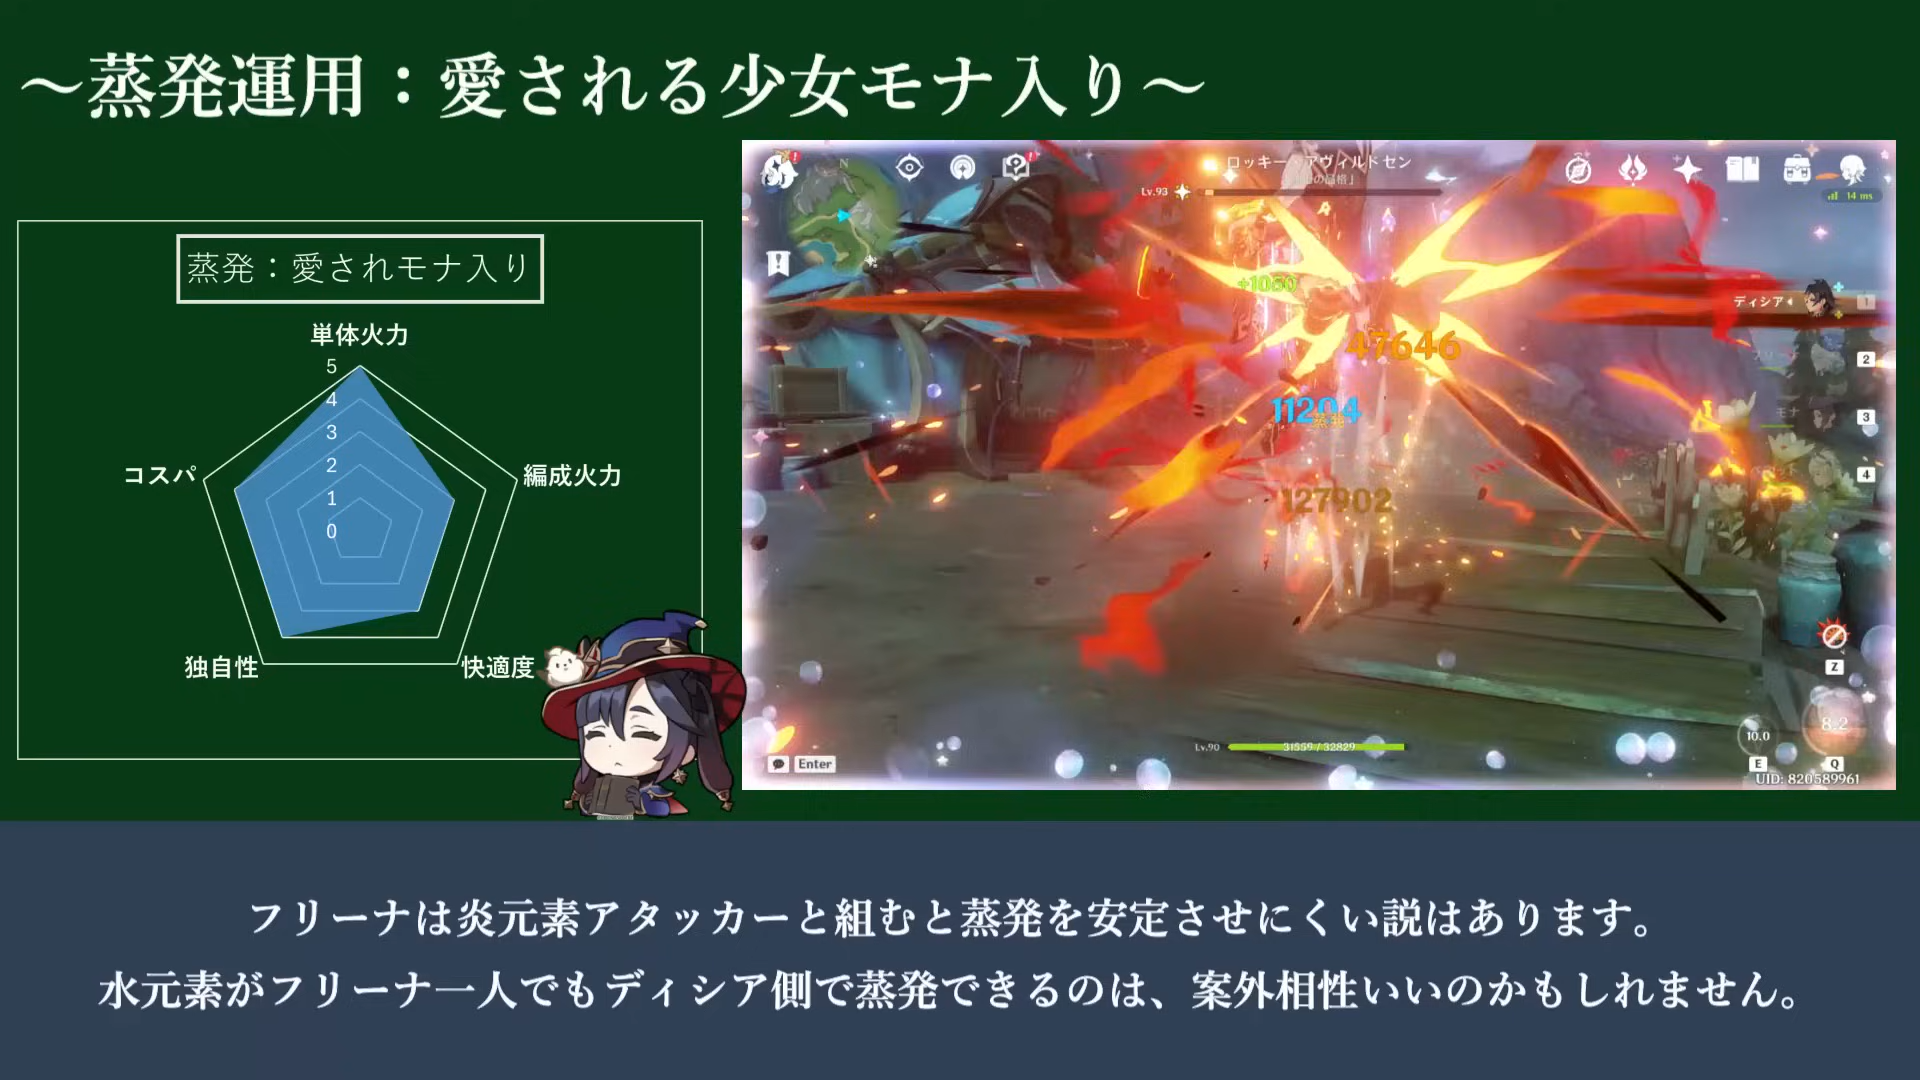 ～蒸発運用：愛される少女モナ入り～
蒸発：愛されモナ入り
単体火力
5
4
3
2
1
0
コスパ
編成火力
独自性
快適度
N
ロッキー・アヴィルドセン
Lv.93
14 ms
+1080
47646
11204
蒸発
127902
ディシア
1
2
モナ
3
4
Z
10.0
8.2
E
Q
Lv.90
31559 / 32829
Enter
UID: 820589961
フリーナは炎元素アタッカーと組むと蒸発を安定させにくい説はあります。
水元素がフリーナ一人でもディシア側で蒸発できるのは、案外相性いいのかもしれません。